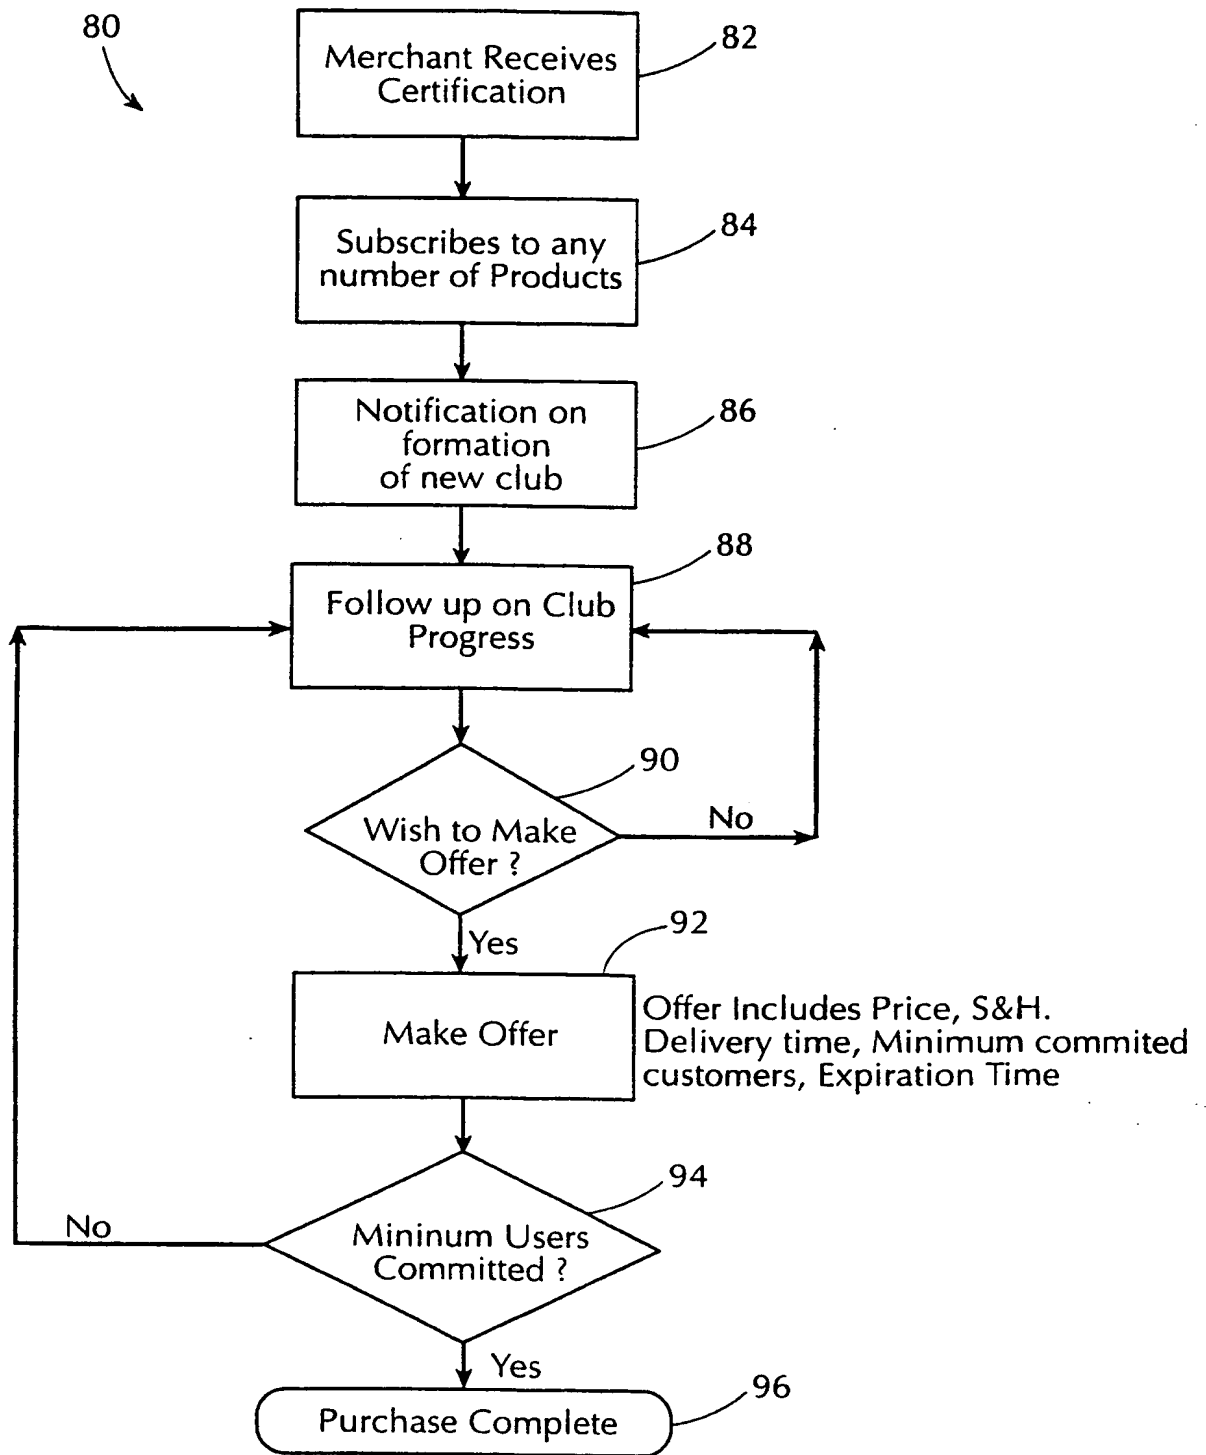 80
Merchant Receives
Certification
82
Subscribes to any
number of Products
84
Notification on
formation
of new club
86
Follow up on Club
Progress
88
Wish to Make
Offer ?
90
No
Yes
Make Offer
92
Offer Includes Price, S&H.
Delivery time, Minimum commited
customers, Expiration Time
Mininum Users
Committed ?
94
No
Yes
Purchase Complete
96